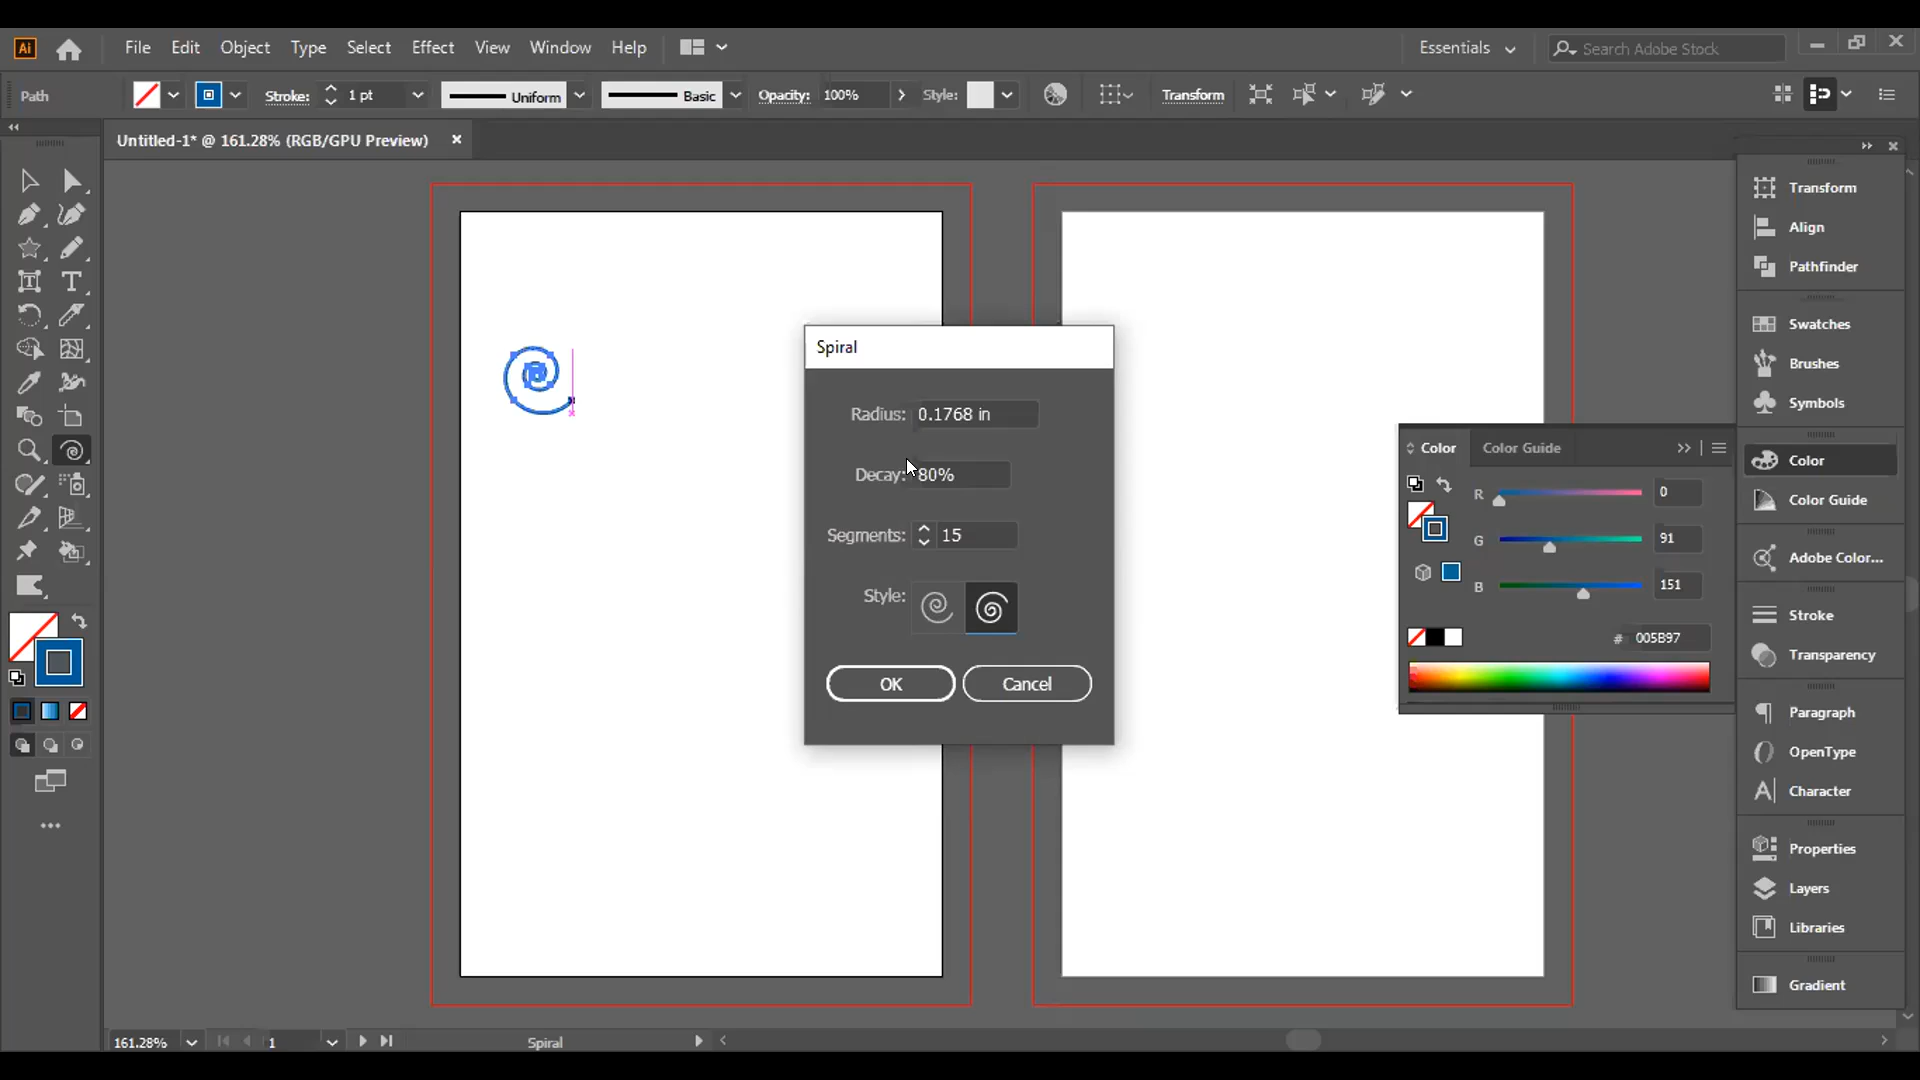 Ai
File Edit Object Type Select Effect View Window Help
Essentials
Search Adobe Stock
Path
Stroke: 1 pt
Uniform
Basic
Opacity: 100%
Style:
Transform
Untitled-1* @ 161.28% (RGB/GPU Preview)
Spiral
Radius: 0.1768 in
Decay: 80%
Segments: 15
Style:
OK
Cancel
Color
Color Guide
R 0
G 91
B 151
# 005B97
Transform
Align
Pathfinder
Swatches
Brushes
Symbols
Color
Color Guide
Adobe Color...
Stroke
Transparency
Paragraph
OpenType
Character
Properties
Layers
Libraries
Gradient
161.28%
1
Spiral